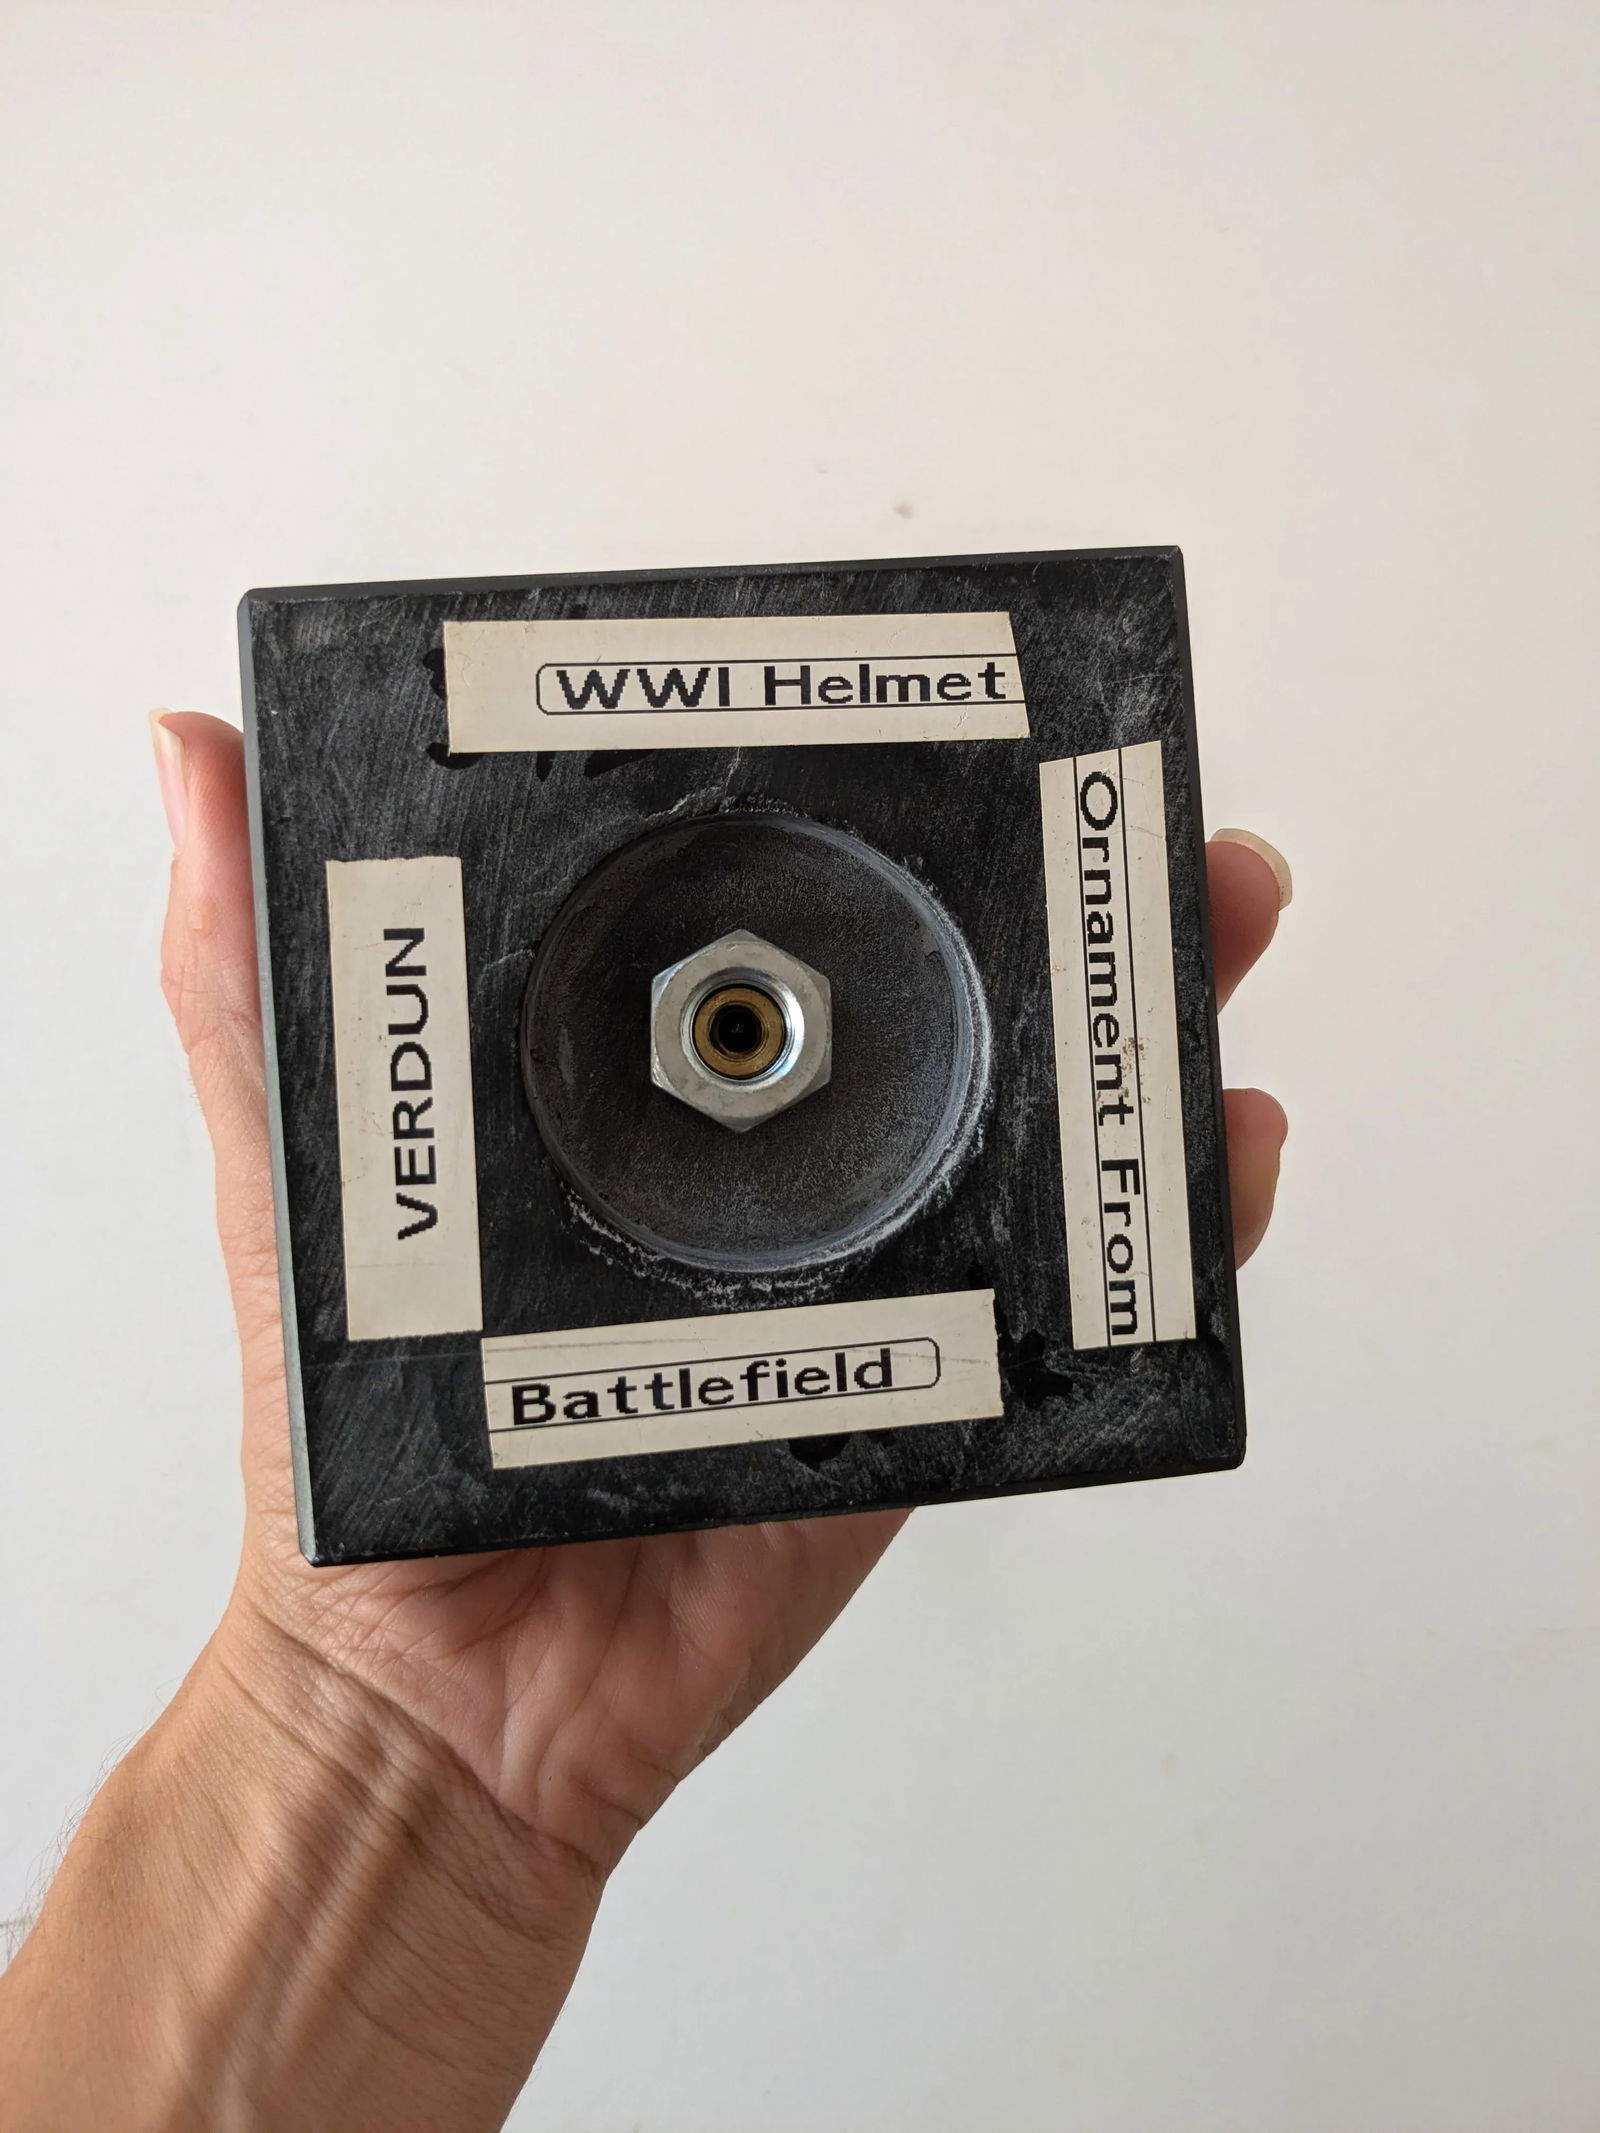 WWI Helmet
Ornament From
VERDUN
Battlefield